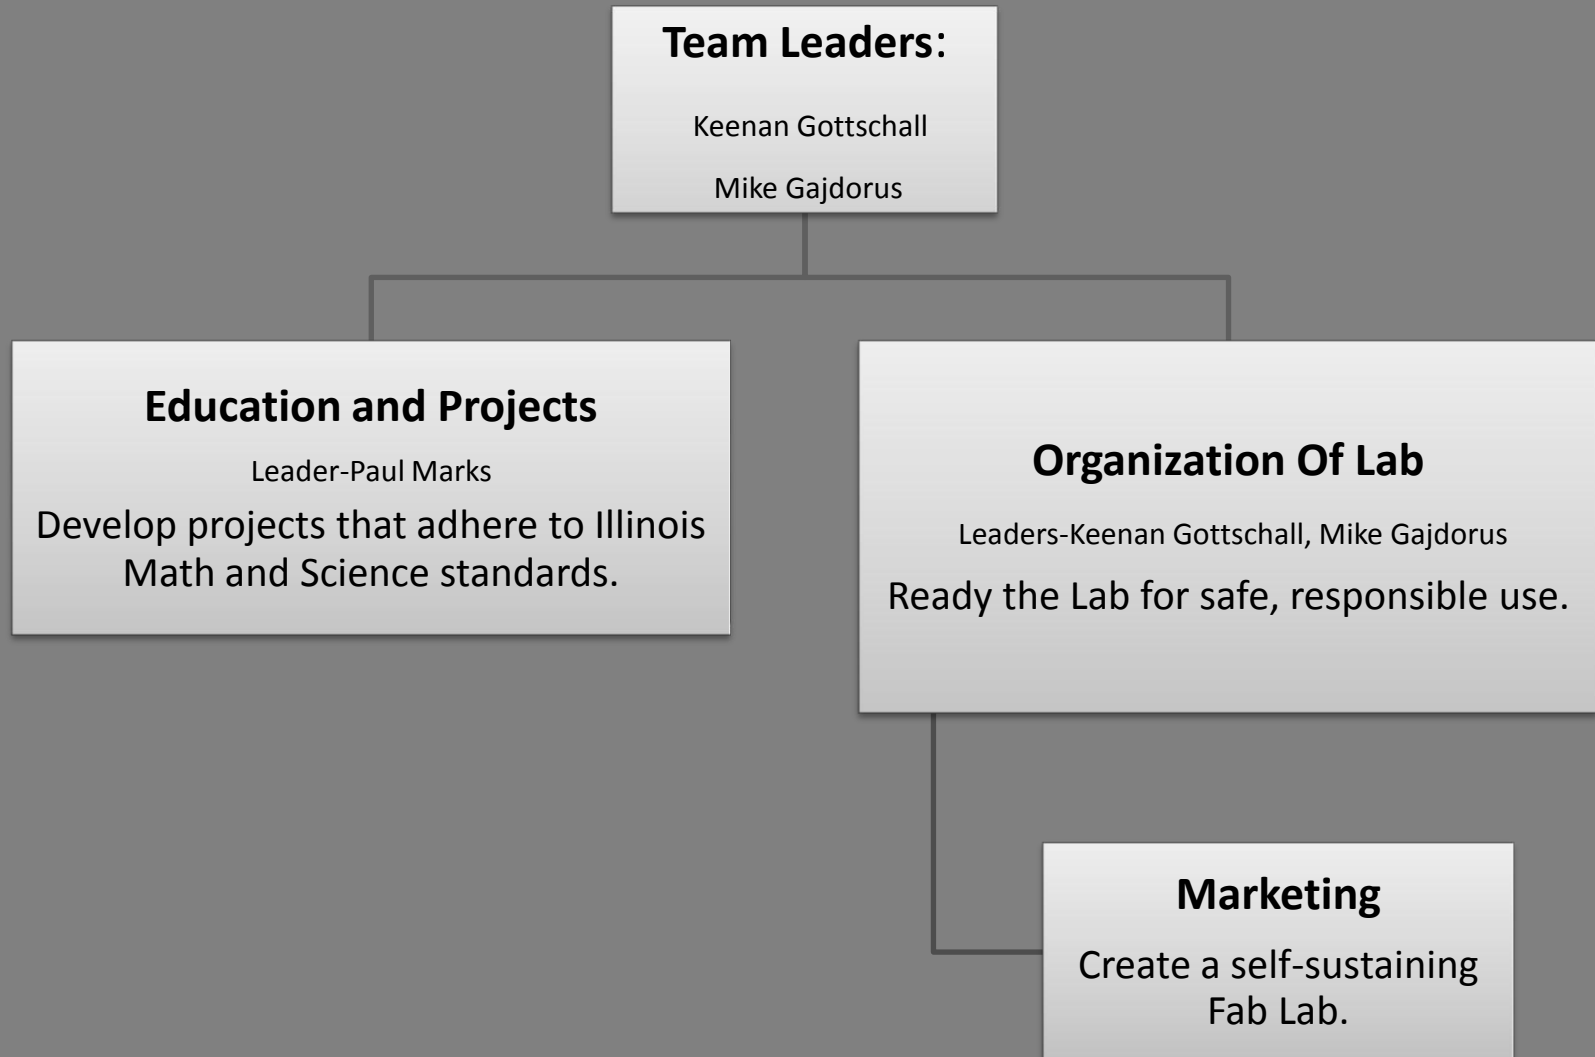 Team Leaders:
Keenan Gottschall
Mike Gajdorus
Education and Projects
Leader-Paul Marks
Develop projects that adhere to Illinois
Math and Science standards.
Organization Of Lab
Leaders-Keenan Gottschall, Mike Gajdorus
Ready the Lab for safe, responsible use.
Marketing
Create a self-sustaining
Fab Lab.